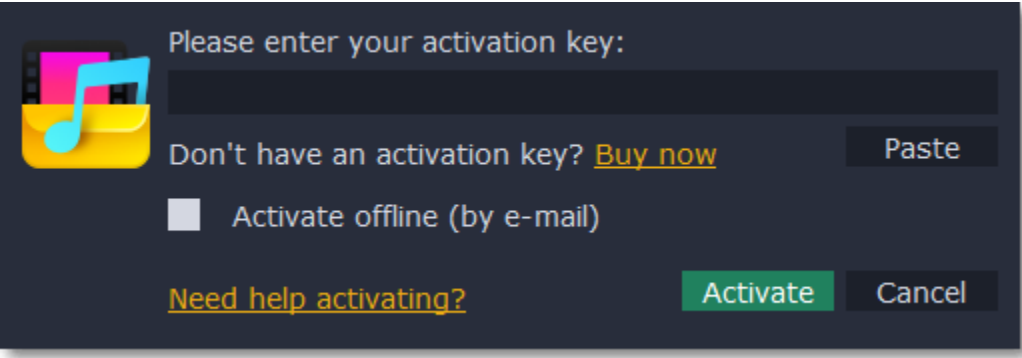 Please enter your activation key:
Don't have an activation key? Buy now
Paste
Activate offline (by e-mail)
Need help activating?
Activate
Cancel